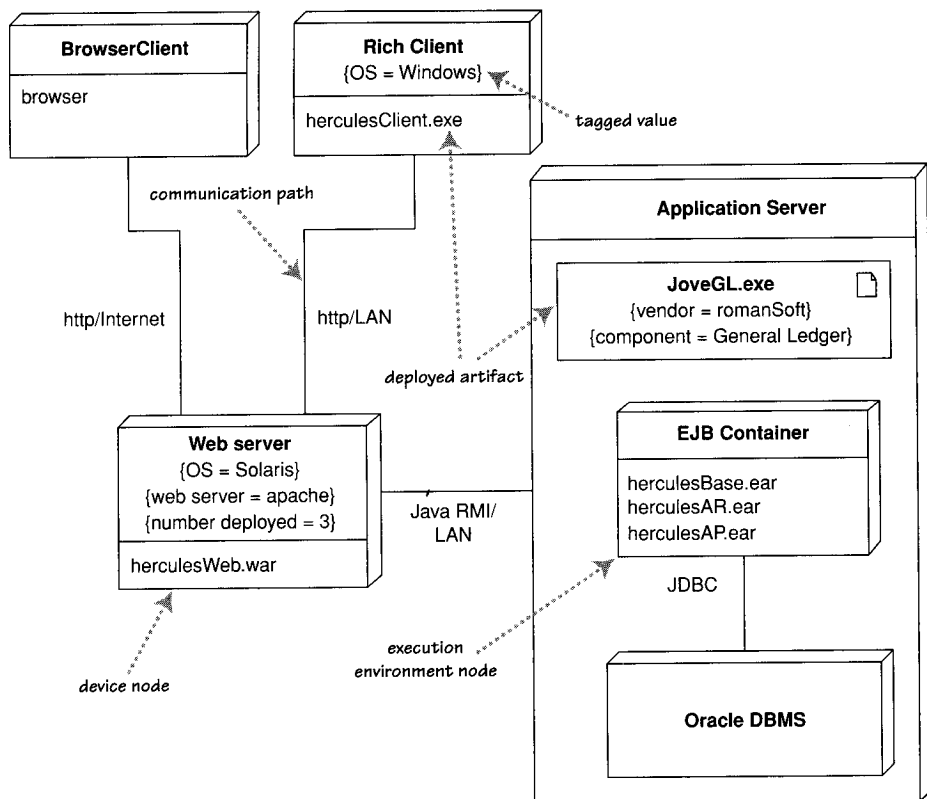 BrowserClient
browser
Rich Client
{OS = Windows}
herculesClient.exe
tagged value
communication path
http/Internet
http/LAN
deployed artifact
Application Server
JoveGL.exe
{vendor = romanSoft}
{component = General Ledger}
EJB Container
herculesBase.ear
herculesAR.ear
herculesAP.ear
Web server
{OS = Solaris}
{web server = apache}
{number deployed = 3}
herculesWeb.war
Java RMI/
LAN
JDBC
execution
environment node
device node
Oracle DBMS